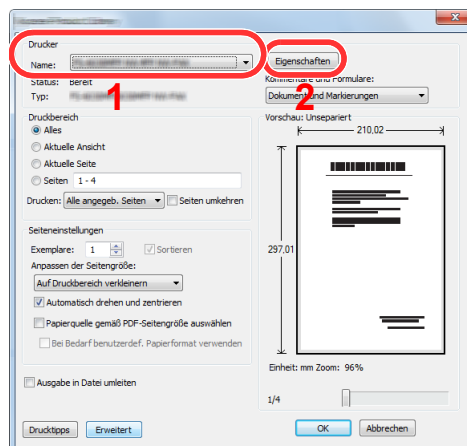 Drucker
Name:
Eigenschaften
1
2
Status: Bereit
Kommentare und Formulare:
Typ:
Dokument und Markierungen
Druckbereich
Alles
Aktuelle Ansicht
Aktuelle Seite
Seiten 1 - 4
Drucken: Alle angegeb. Seiten Seiten umkehren
Vorschau: Unsepariert
210,02
297,01
Seiteneinstellungen
Exemplare: 1 Sortieren
Anpassen der Seitengröße:
Auf Druckbereich verkleinern
Automatisch drehen und zentrieren
Papierquelle gemäß PDF-Seitengröße auswählen
Bei Bedarf benutzerdef. Papierformat verwenden
Einheit: mm Zoom: 96%
Ausgabe in Datei umleiten
1/4
Drucktipps Erweitert OK Abbrechen